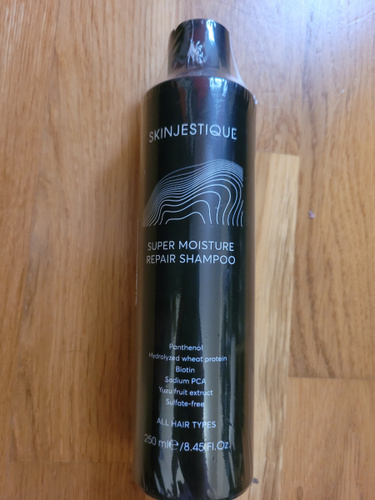 SKINJESTIQUE
SUPER MOISTURE
REPAIR SHAMPOO
Panthenol
Hydrolyzed wheat protein
Biotin
Sodium PCA
Yuzu fruit extract
Sulfate-free
ALL HAIR TYPES
250 ml℮/8.45(Fl.Oz.